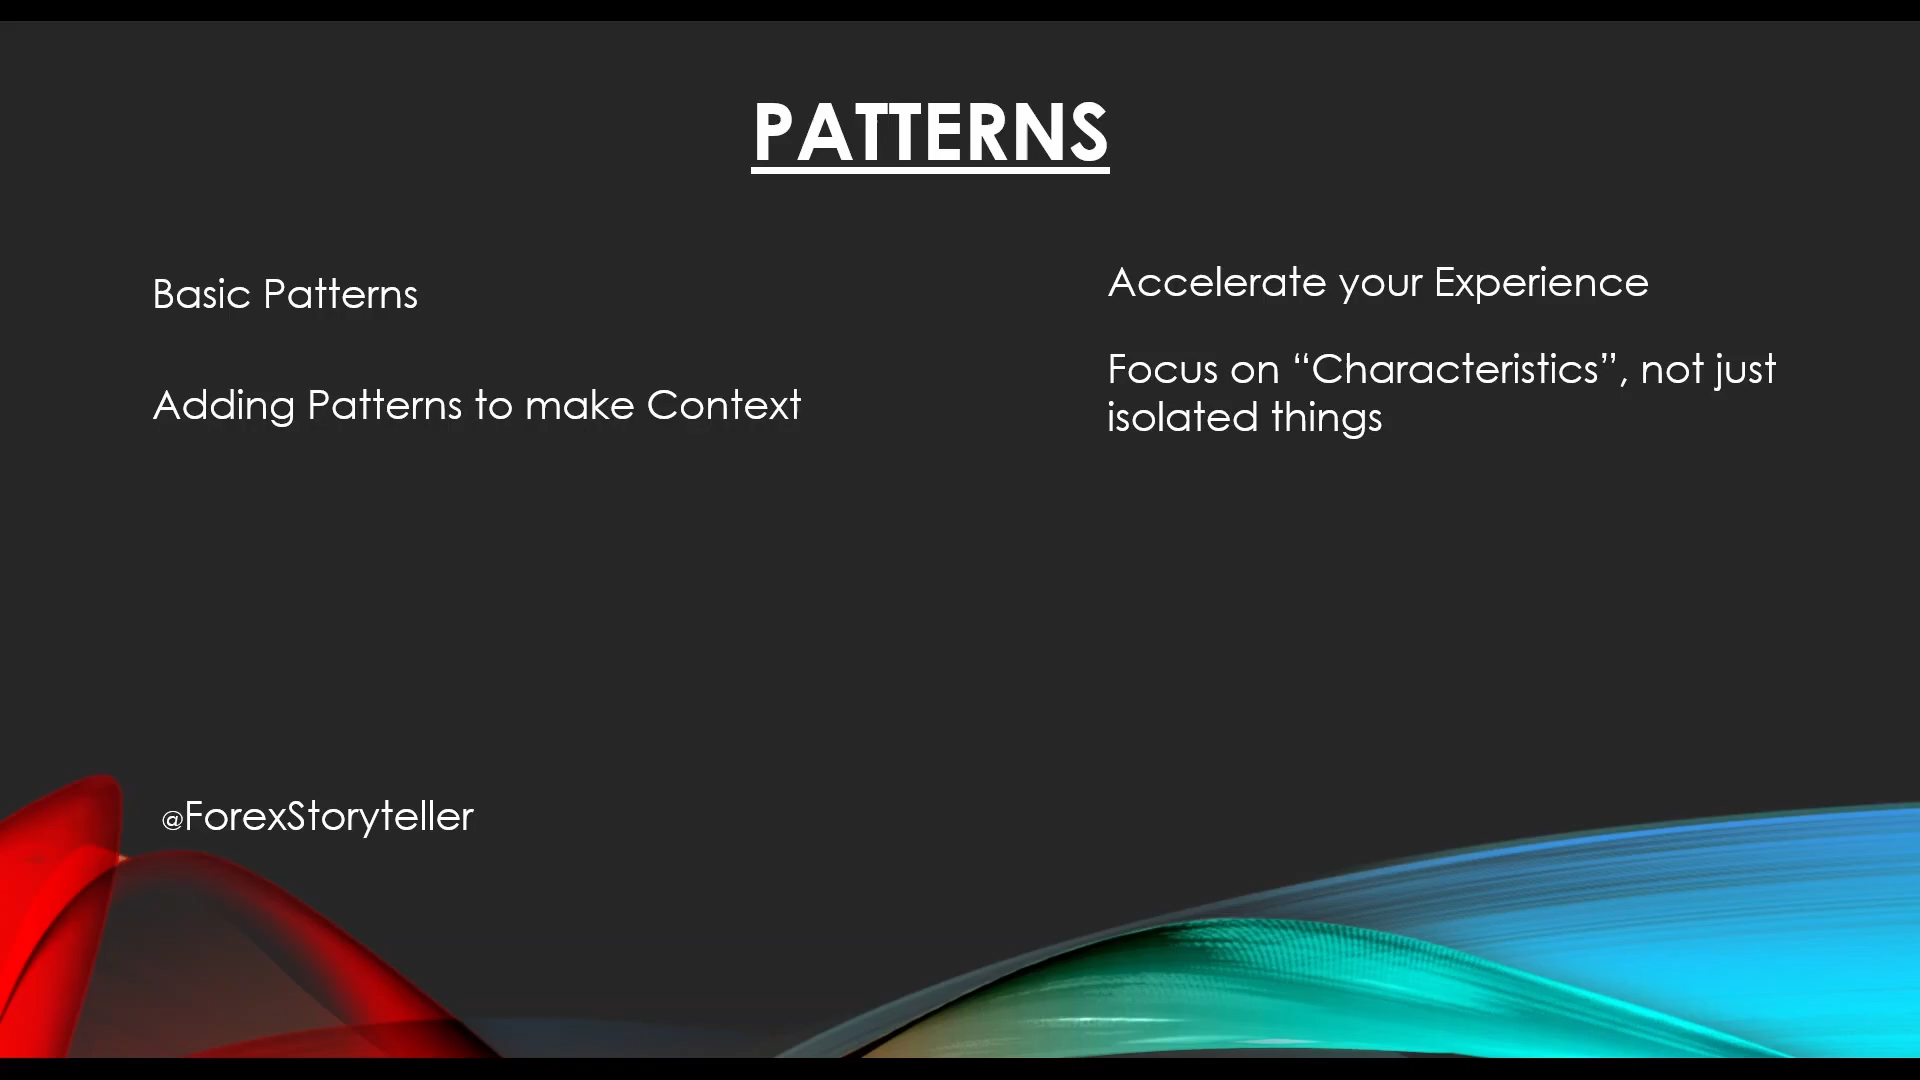 PATTERNS
Basic Patterns
Adding Patterns to make Context
Accelerate your Experience
Focus on “Characteristics”, not just
isolated things
@ForexStoryteller